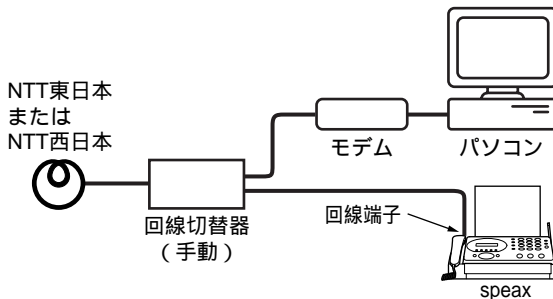 NTT東日本
または
NTT西日本
モデム
パソコン
回線切替器
（手動）
回線端子
speax